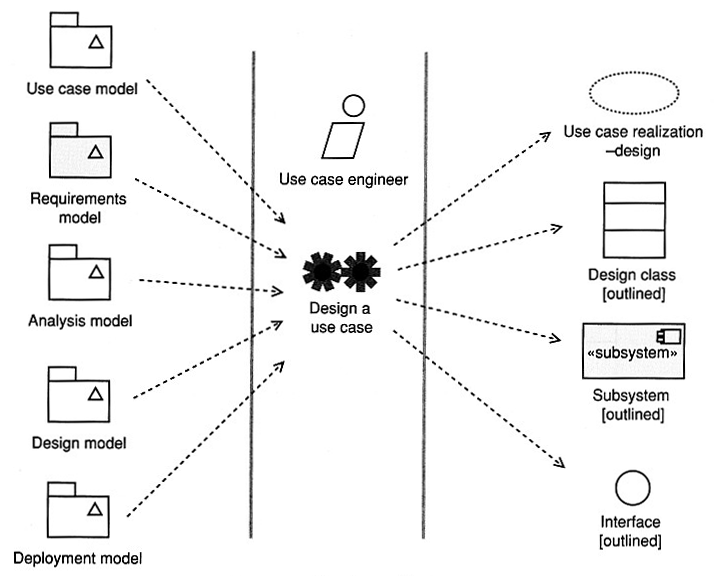 Use case model
Requirements
model
Analysis model
Design model
Deployment model
Use case engineer
Design a
use case
Use case realization
–design
Design class
[outlined]
«subsystem»
Subsystem
[outlined]
Interface
[outlined]